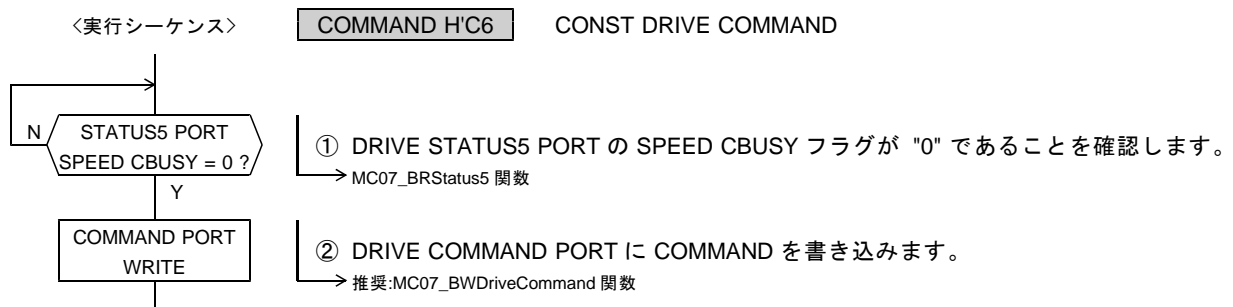 〈実行シーケンス〉 COMMAND H'C6 CONST DRIVE COMMAND
N
STATUS5 PORT
SPEED CBUSY = 0 ?
① DRIVE STATUS5 PORT の SPEED CBUSY フラグが "0" であることを確認します。
MC07_BRStatus5 関数
Y
COMMAND PORT
WRITE
② DRIVE COMMAND PORT に COMMAND を書き込みます。
推奨:MC07_BWDriveCommand 関数